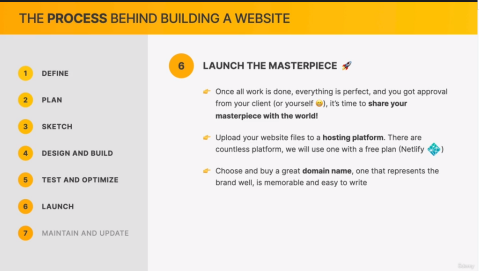 THE PROCESS BEHIND BUILDING A WEBSITE
1 DEFINE
2 PLAN
3 SKETCH
4 DESIGN AND BUILD
5 TEST AND OPTIMIZE
6 LAUNCH
7 MAINTAIN AND UPDATE
6 LAUNCH THE MASTERPIECE 🚀
👉 Once all work is done, everything is perfect, and you got approval
from your client (or yourself 😅), it's time to share your
masterpiece with the world!
👉 Upload your website files to a hosting platform. There are
countless platform, we will use one with a free plan (Netlify )
👉 Choose and buy a great domain name, one that represents the
brand well, is memorable and easy to write